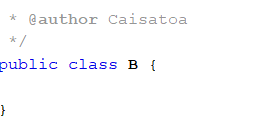 * @author Caisatoa
*/
public class B {
}